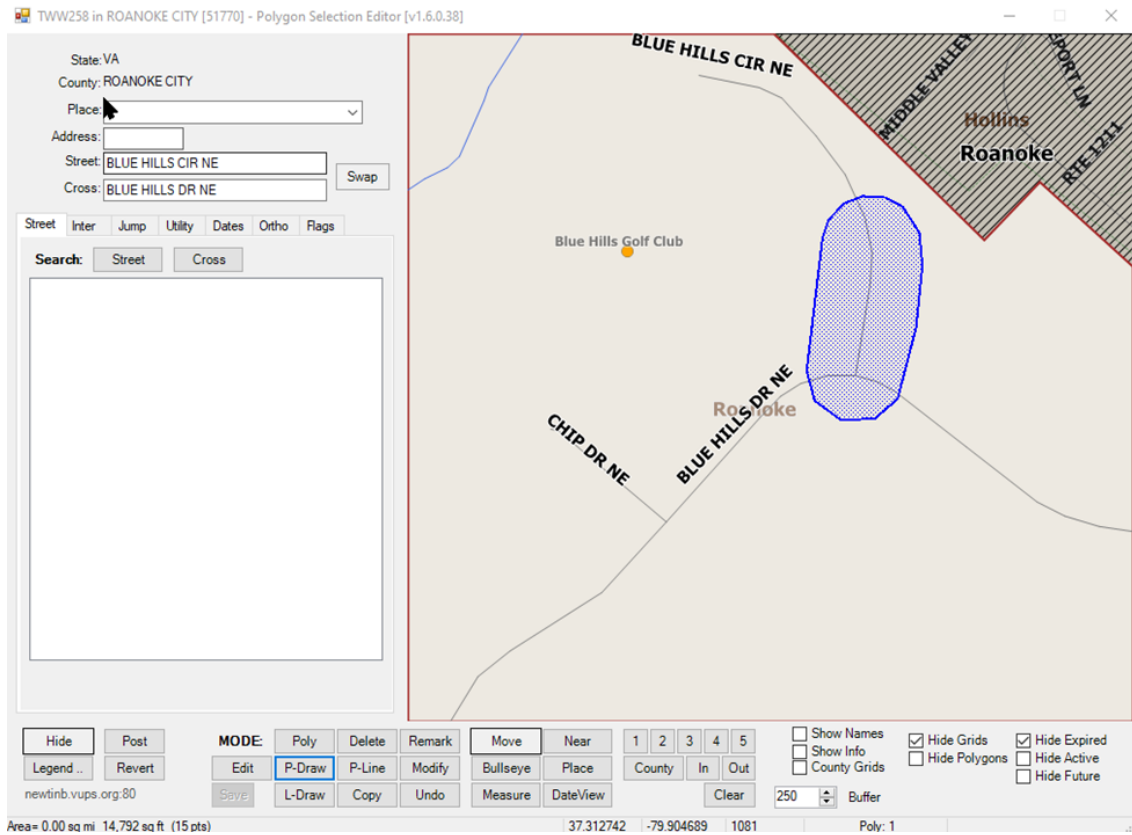 TWW258 in ROANOKE CITY [51770] - Polygon Selection Editor [v1.6.0.38]
State: VA
County: ROANOKE CITY
Place:
Address:
Street: BLUE HILLS CIR NE
Cross: BLUE HILLS DR NE
Swap
Street Inter Jump Utility Dates Ortho Flags
Search: Street Cross
BLUE HILLS CIR NE
MIDDLE VALLEY
EPORT LN
Hollins
Roanoke
RTE 1211
Blue Hills Golf Club
Roanoke
BLUE HILLS DR NE
CHIP DR NE
Hide Post MODE: Poly Delete Remark Move Near 1 2 3 4 5 Show Names Hide Grids Hide Expired
Show Info Hide Polygons Hide Active
Legend .. Revert Edit P-Draw P-Line Modify Bullseye Place County In Out County Grids Hide Future
newtinb.vups.org:80 Save L-Draw Copy Undo Measure DateView Clear 250 Buffer
Area= 0.00 sq mi 14,792 sq ft (15 pts) 37.312742 -79.904689 1081 Poly: 1